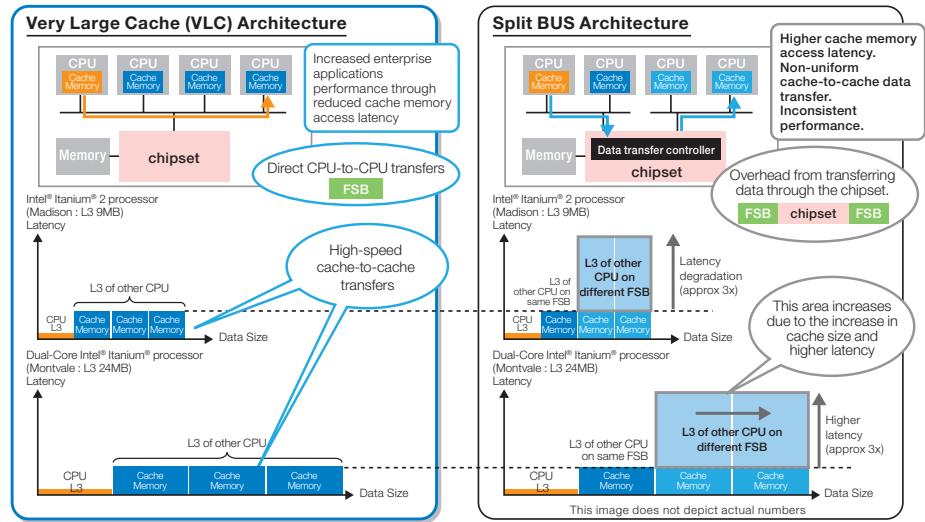 Very Large Cache (VLC) Architecture
CPU
CPU
CPU
CPU
Cache
Memory
Cache
Memory
Cache
Memory
Cache
Memory
Increased enterprise
applications
performance through
reduced cache memory
access latency
Memory
chipset
Direct CPU-to-CPU transfers
FSB
Intel® Itanium® 2 processor
(Madison : L3 9MB)
Latency
High-speed
cache-to-cache
transfers
L3 of other CPU
CPU
L3
Cache
Memory
Cache
Memory
Cache
Memory
Data Size
Dual-Core Intel® Itanium® processor
(Montvale : L3 24MB)
Latency
L3 of other CPU
CPU
L3
Cache
Memory
Cache
Memory
Cache
Memory
Data Size
Split BUS Architecture
CPU
CPU
CPU
CPU
Cache
Memory
Cache
Memory
Cache
Memory
Cache
Memory
Higher cache memory
access latency.
Non-uniform
cache-to-cache data
transfer.
Inconsistent
performance.
Memory
Data transfer controller
chipset
Overhead from transferring
data through the chipset.
FSB chipset FSB
Intel® Itanium® 2 processor
(Madison : L3 9MB)
Latency
L3 of other
CPU on
different FSB
Latency
degradation
(approx 3x)
L3 of
other CPU on
same FSB
CPU
L3
Cache
Memory
Cache
Memory
Cache
Memory
Data Size
This area increases
due to the increase in
cache size and
higher latency
Dual-Core Intel® Itanium® processor
(Montvale : L3 24MB)
Latency
L3 of other CPU on
different FSB
Higher
latency
(approx 3x)
L3 of other CPU
on same FSB
CPU
L3
Cache
Memory
Cache
Memory
Cache
Memory
Data Size
This image does not depict actual numbers